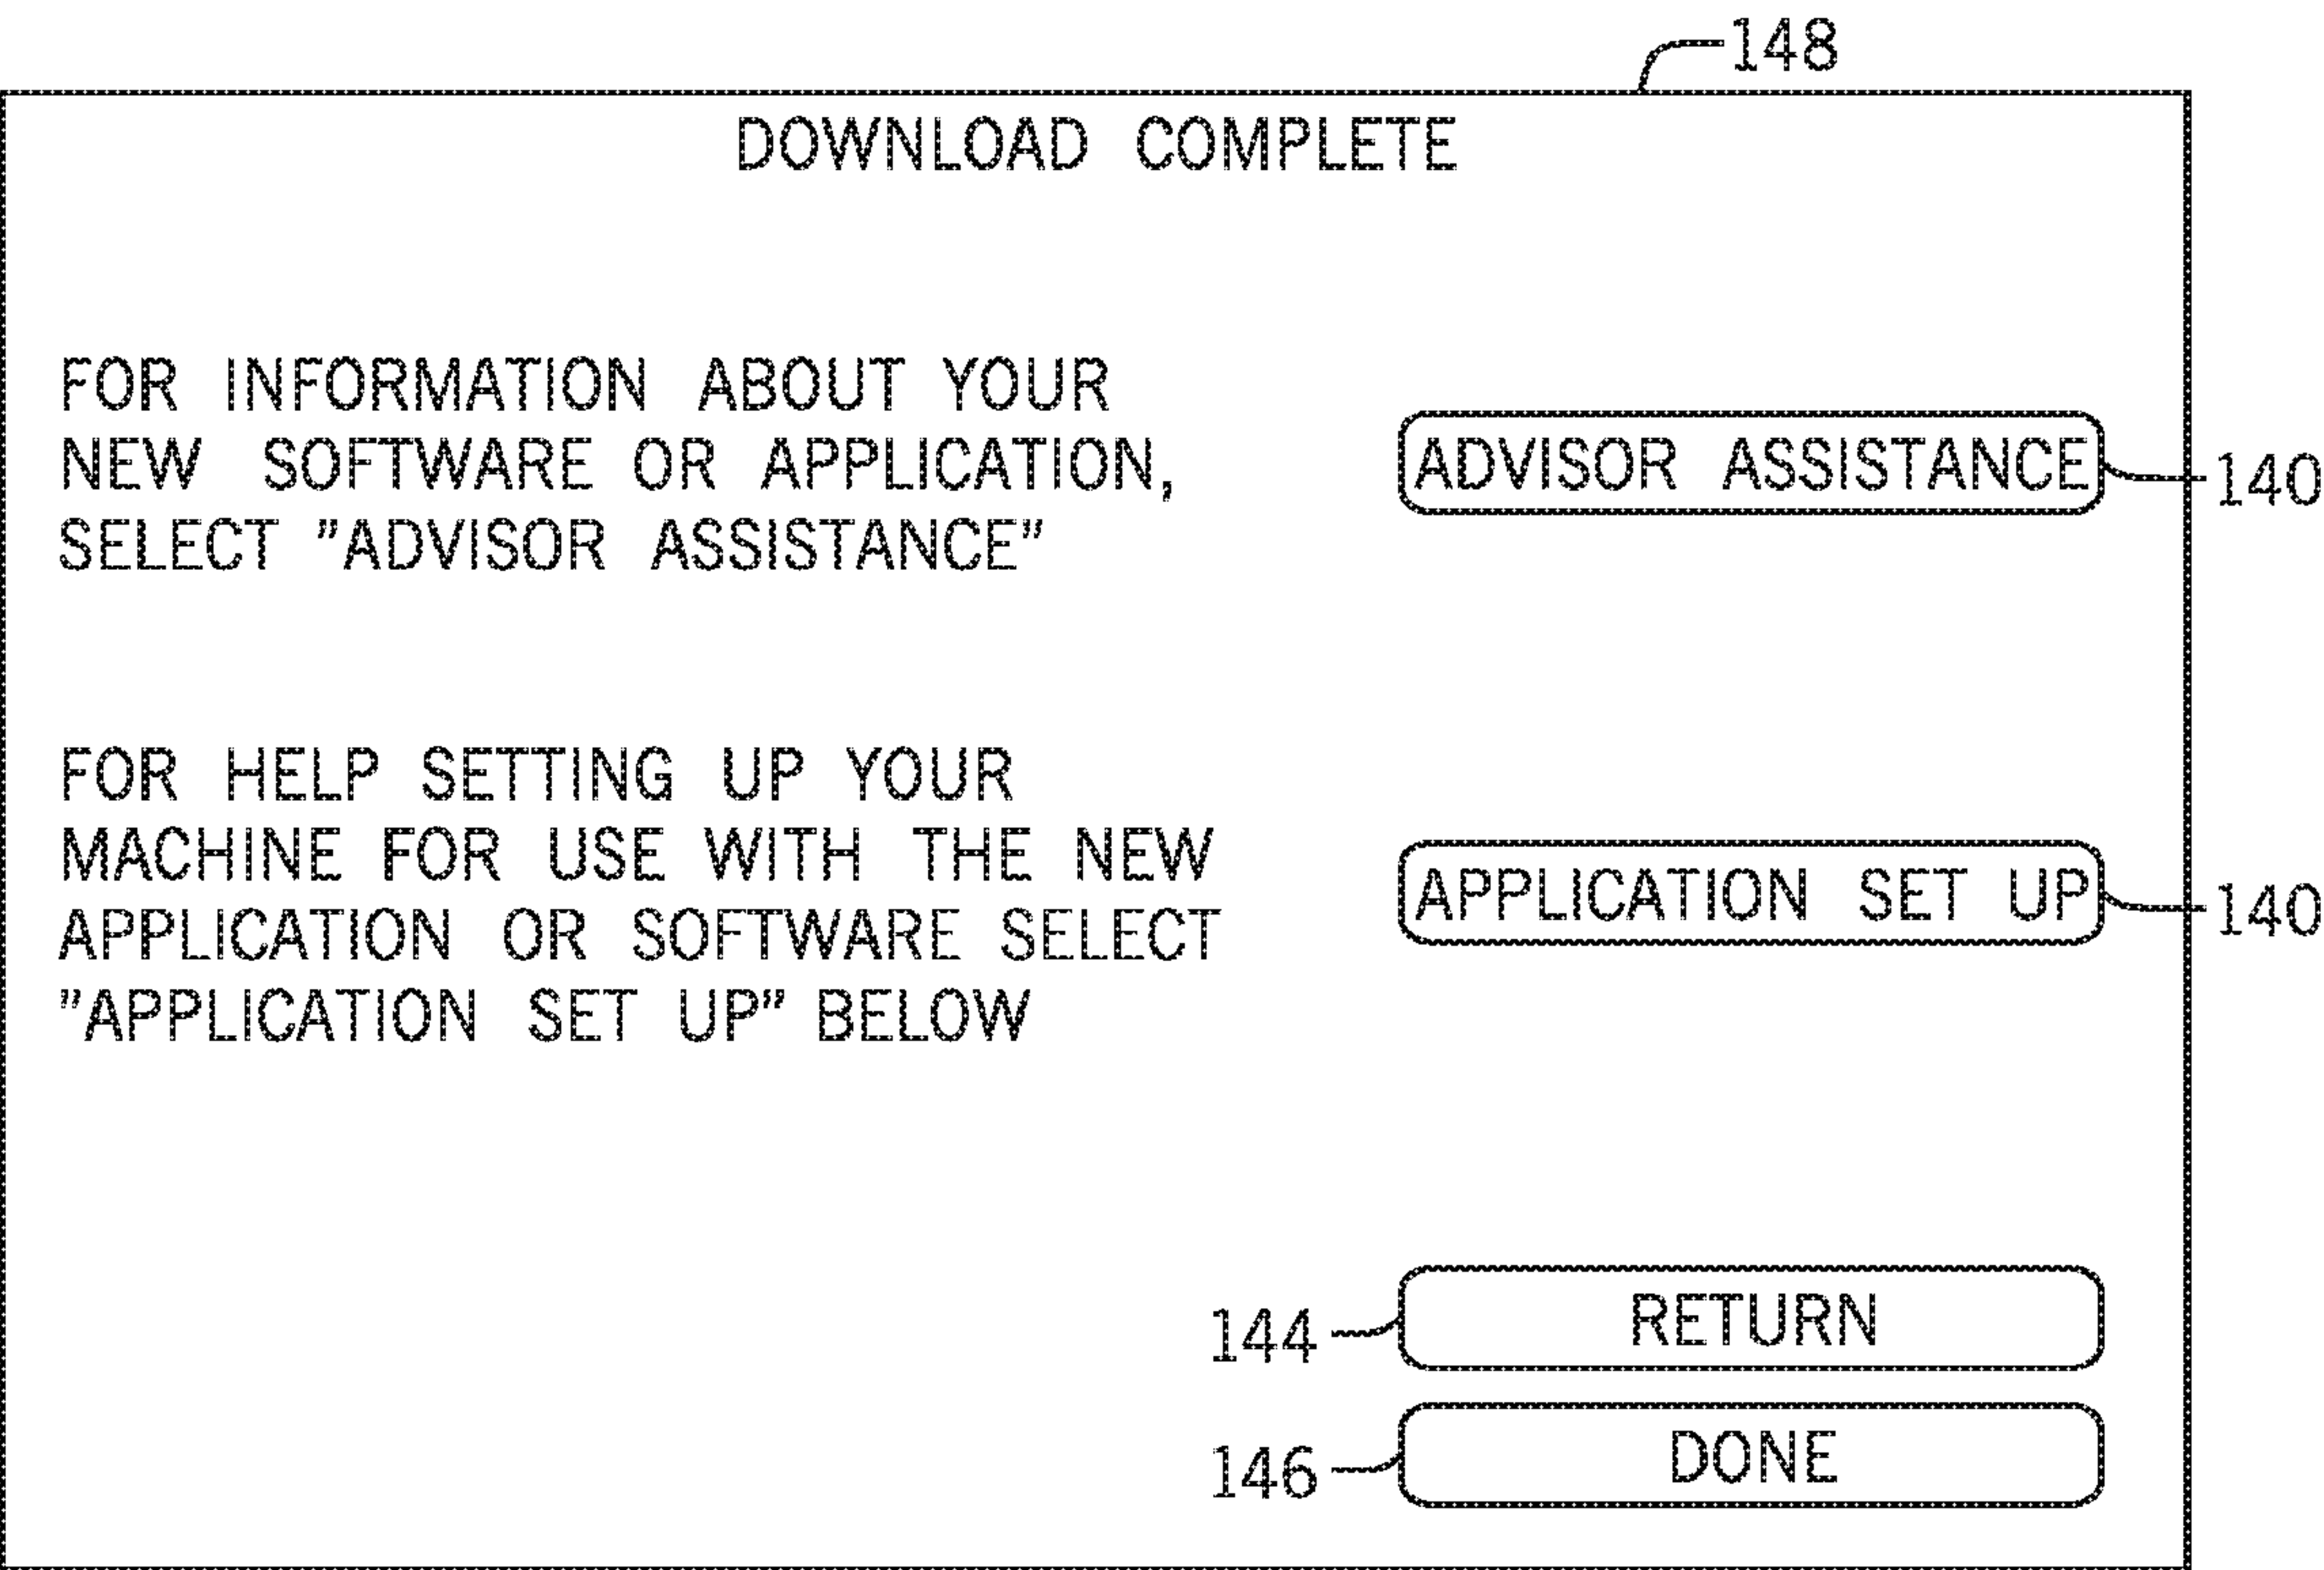 148
DOWNLOAD COMPLETE
FOR INFORMATION ABOUT YOUR
NEW SOFTWARE OR APPLICATION,
SELECT "ADVISOR ASSISTANCE"
ADVISOR ASSISTANCE
140
FOR HELP SETTING UP YOUR
MACHINE FOR USE WITH THE NEW
APPLICATION OR SOFTWARE SELECT
"APPLICATION SET UP" BELOW
APPLICATION SET UP
140
144
RETURN
146
DONE